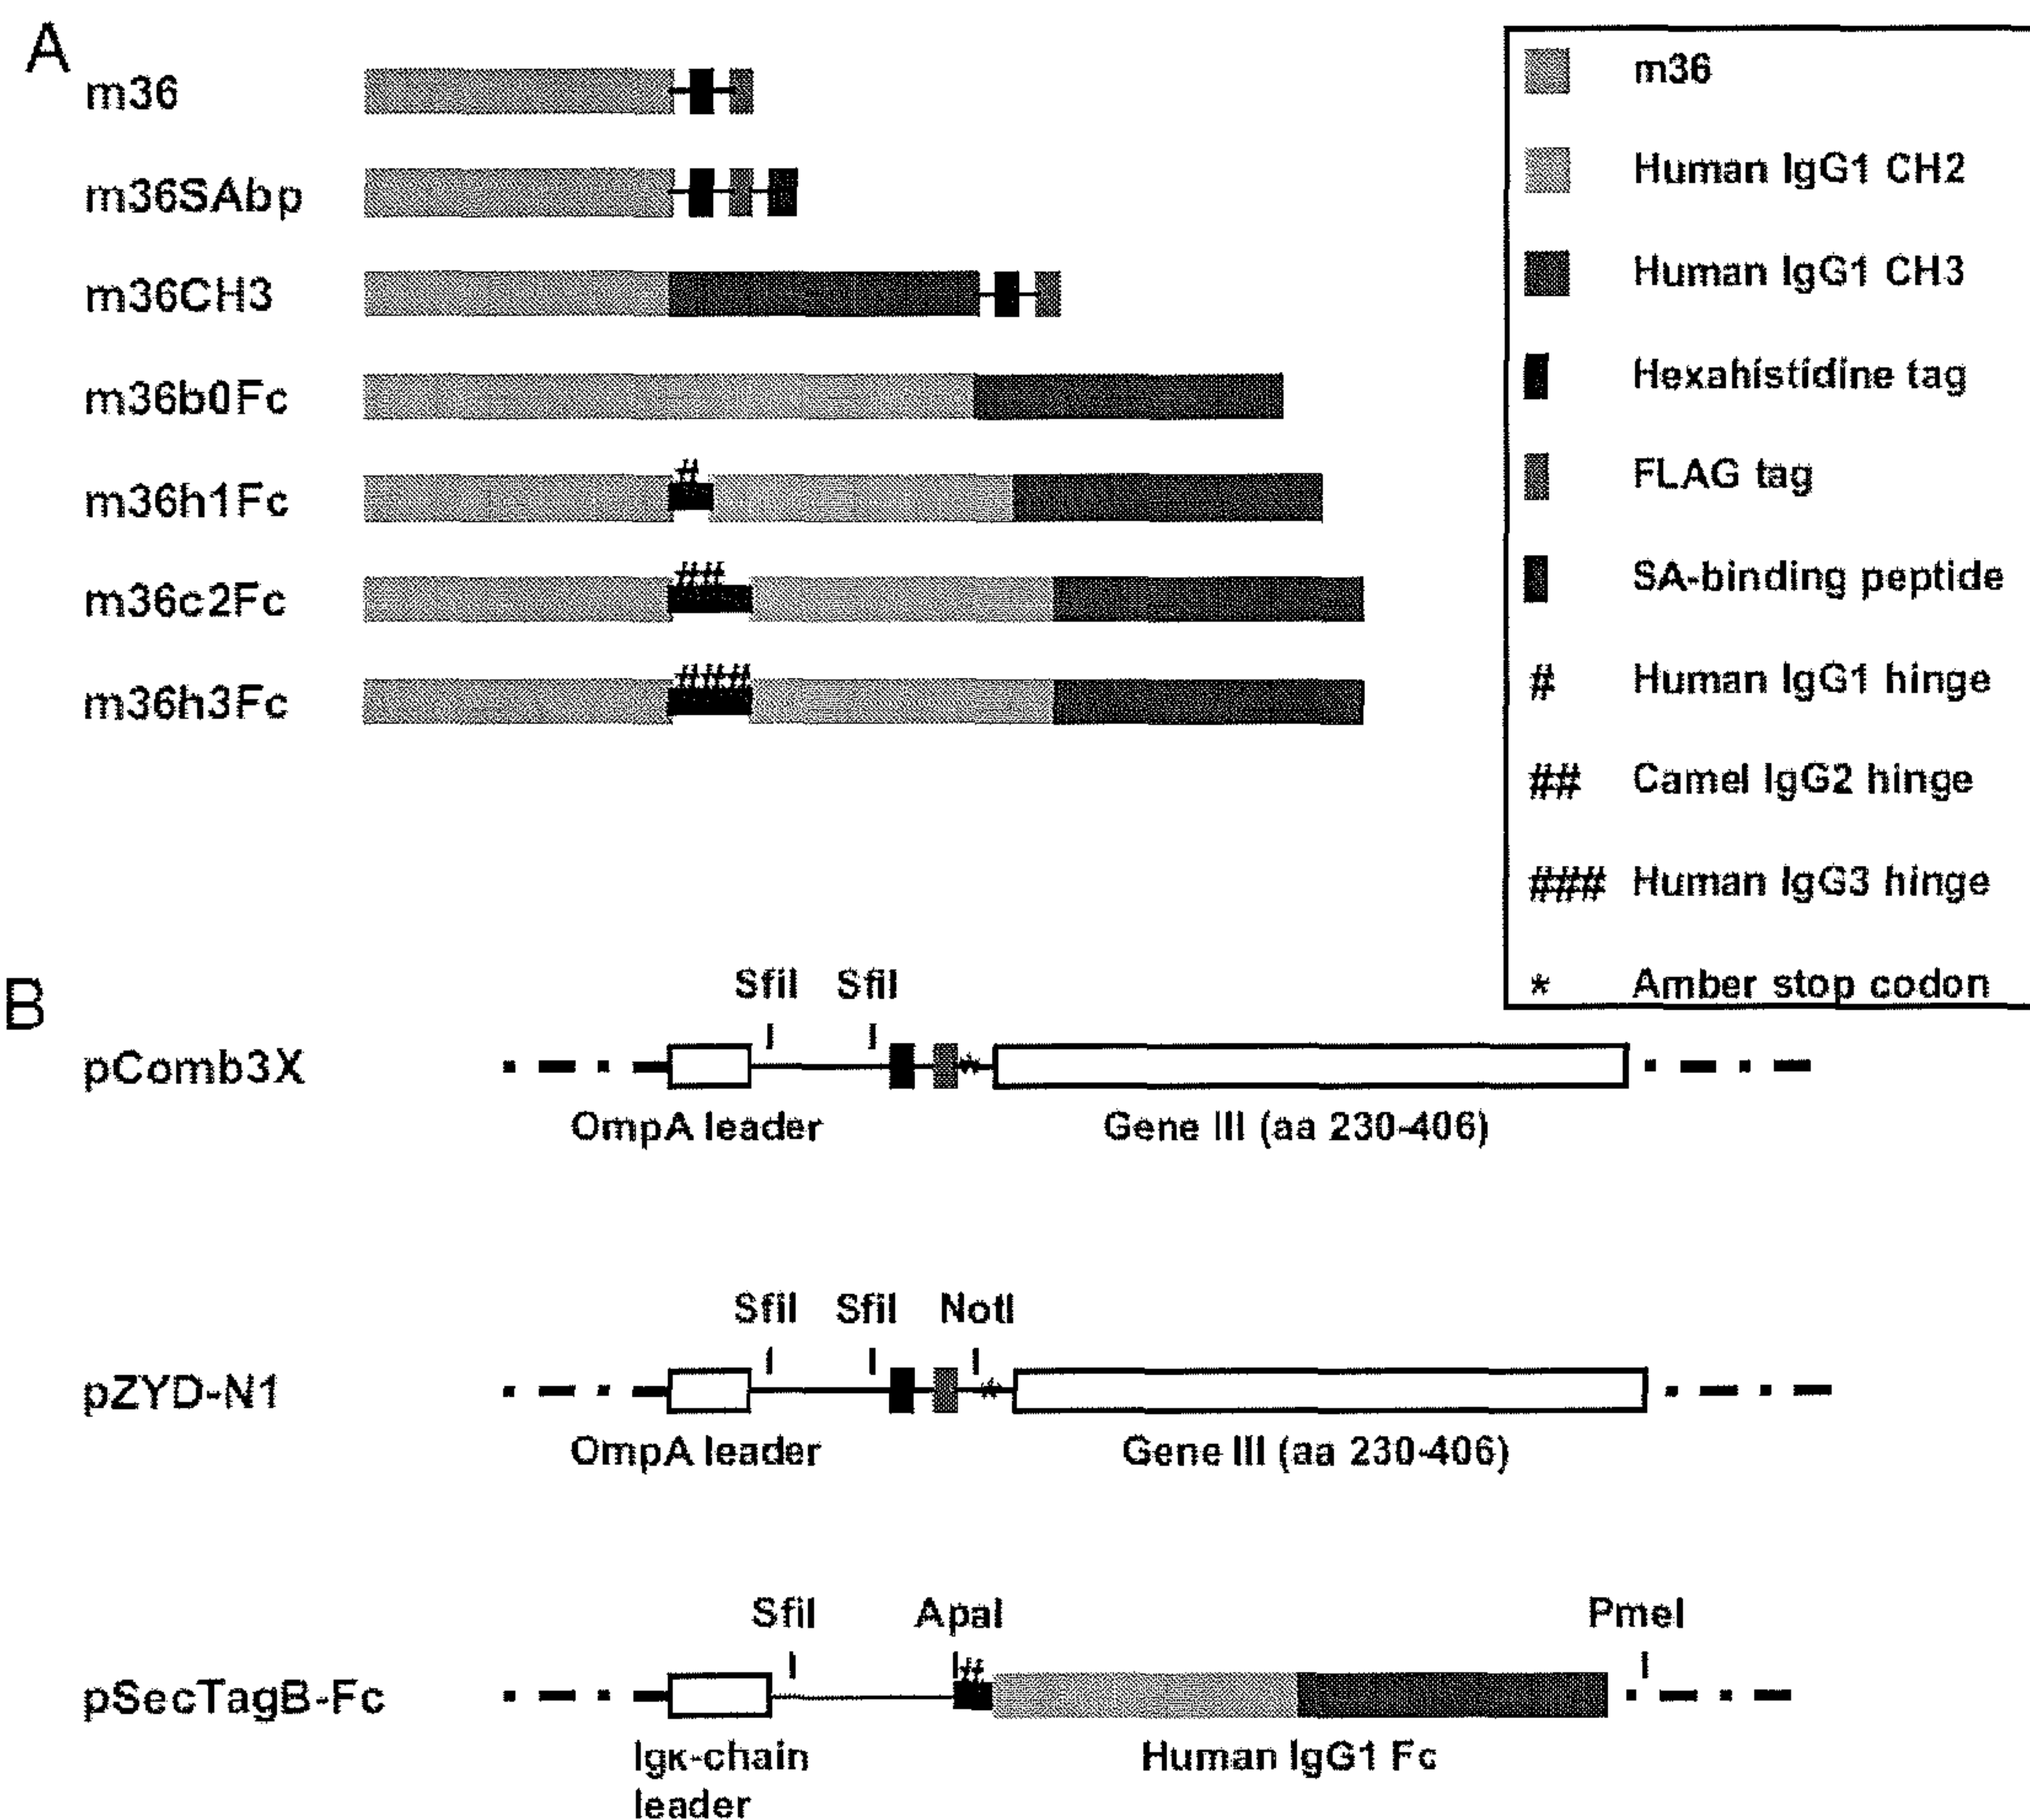 A
m36
m36SAbp
m36CH3
m36b0Fc
#
m36h1Fc
##
m36c2Fc
###
m36h3Fc
m36
Human IgG1 CH2
Human IgG1 CH3
Hexahistidine tag
FLAG tag
SA-binding peptide
# Human IgG1 hinge
## Camel IgG2 hinge
### Human IgG3 hinge
* Amber stop codon
B
SfiI SfiI
pComb3X *
OmpA leader Gene III (aa 230-406)
SfiI SfiI NotI
pZYD-N1 *
OmpA leader Gene III (aa 230-406)
SfiI ApaI PmeI
#
pSecTagB-Fc
Igκ-chain leader
Human IgG1 Fc